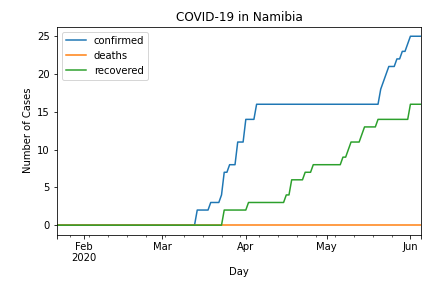 COVID-19 in Namibia
confirmed
deaths
recovered
Number of Cases
25
20
15
10
5
0
Feb
2020
Mar
Apr
May
Jun
Day